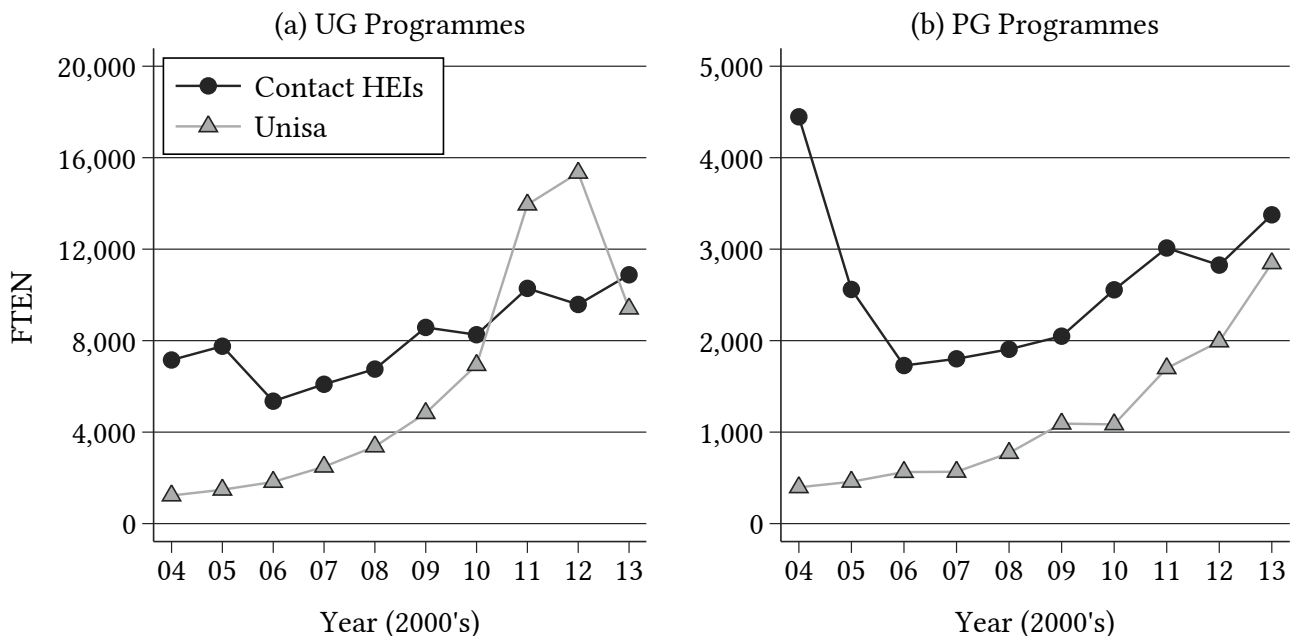 (a) UG Programmes
20,000
16,000
12,000
8,000
4,000
0
FTEN
Contact HEIs
Unisa
04 05 06 07 08 09 10 11 12 13
Year (2000's)
(b) PG Programmes
5,000
4,000
3,000
2,000
1,000
0
04 05 06 07 08 09 10 11 12 13
Year (2000's)